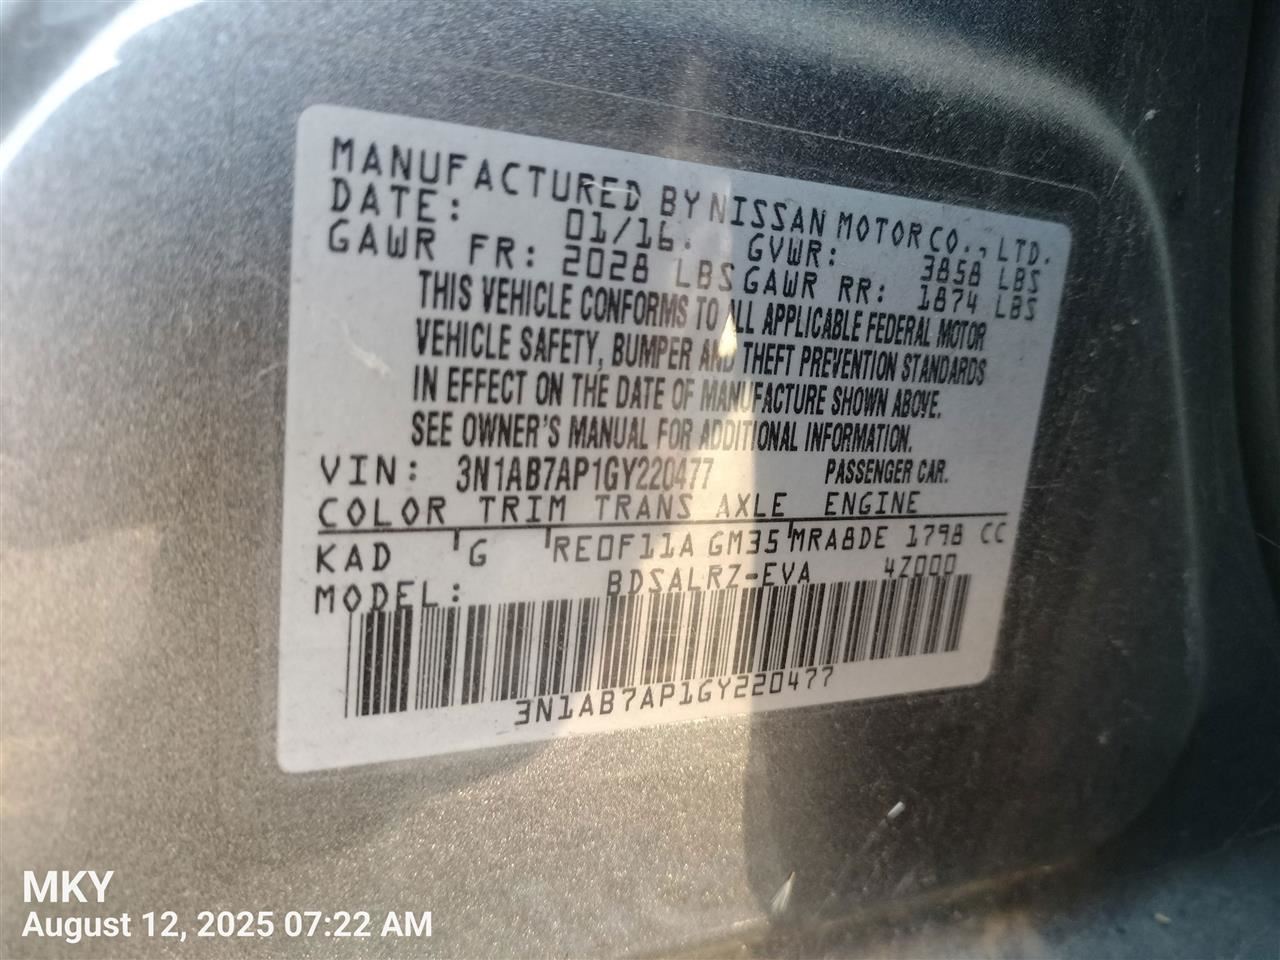 MANUFACTURED BY NISSAN MOTOR CO., LTD.
DATE: 01/16. GVWR: 3858 LBS
GAWR FR: 2028 LBS GAWR RR: 1874 LBS
THIS VEHICLE CONFORMS TO ALL APPLICABLE FEDERAL MOTOR
VEHICLE SAFETY, BUMPER AND THEFT PREVENTION STANDARDS
IN EFFECT ON THE DATE OF MANUFACTURE SHOWN ABOVE.
SEE OWNER'S MANUAL FOR ADDITIONAL INFORMATION.
VIN: 3N1AB7AP1GY220477 PASSENGER CAR.
COLOR TRIM TRANS AXLE ENGINE
KAD G RE0F11A GM35 MRA8DE 1798 CC
MODEL: BDSALRZ-EVA 4Z000
3N1AB7AP1GY220477
MKY
August 12, 2025 07:22 AM